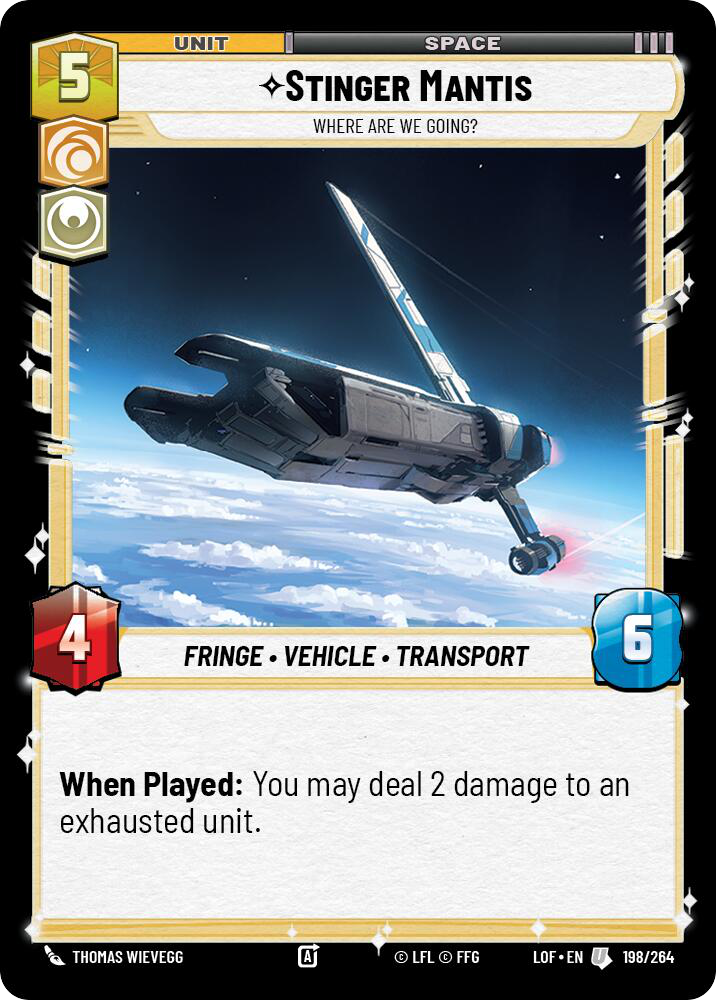 UNIT
SPACE
5
✧STINGER MANTIS
WHERE ARE WE GOING?
4
FRINGE • VEHICLE • TRANSPORT
6
When Played: You may deal 2 damage to an
exhausted unit.
THOMAS WIEVEGG
A
© LFL © FFG
LOF • EN
U
198/264